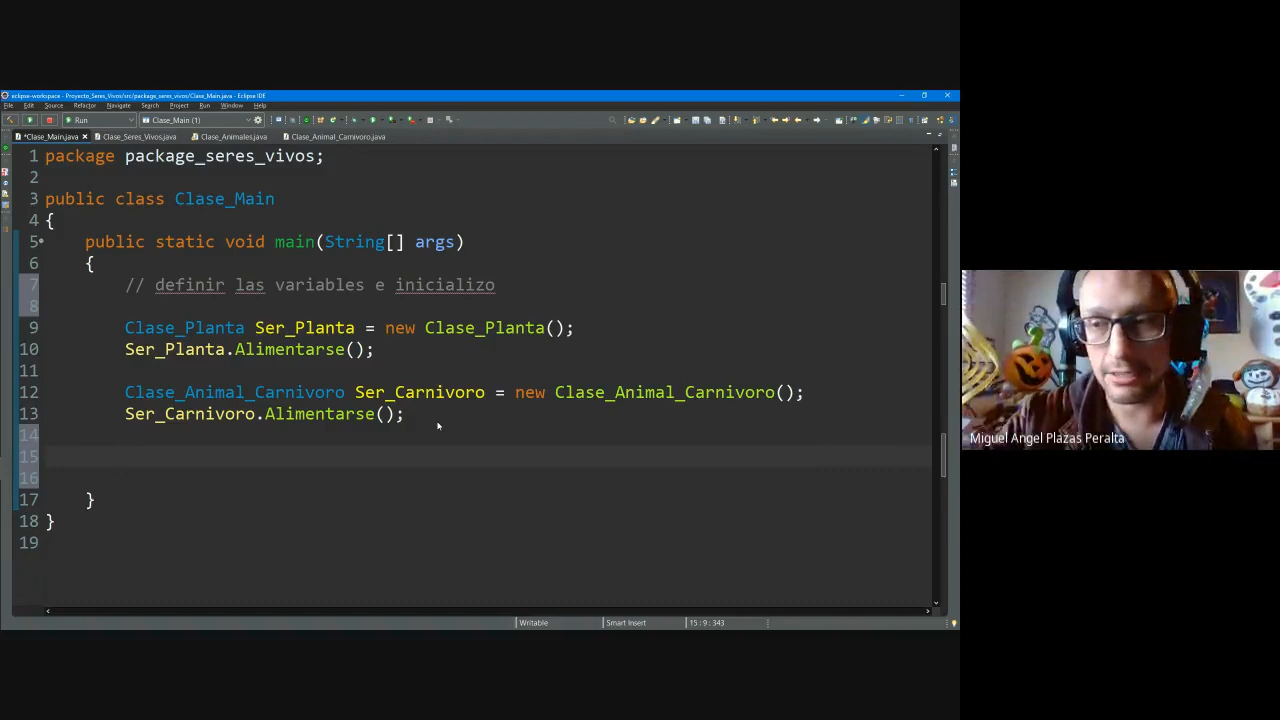 eclipse-workspace - Proyecto_Seres_Vivos/src/package_seres_vivos/Clase_Main.java - Eclipse IDE
File Edit Source Refactor Navigate Search Project Run Window Help
Run Clase_Main (1)
*Clase_Main.java Clase_Seres_Vivos.java Clase_Animales.java Clase_Animal_Carnivoro.java
1 package package_seres_vivos;
2
3 public class Clase_Main
4 {
5 public static void main(String[] args)
6 {
7 // definir las variables e inicializo
8
9 Clase_Planta Ser_Planta = new Clase_Planta();
10 Ser_Planta.Alimentarse();
11
12 Clase_Animal_Carnivoro Ser_Carnivoro = new Clase_Animal_Carnivoro();
13 Ser_Carnivoro.Alimentarse();
14
15
16
17 }
18 }
19
Writable Smart Insert 15 : 9 : 343
Miguel Angel Plazas Peralta